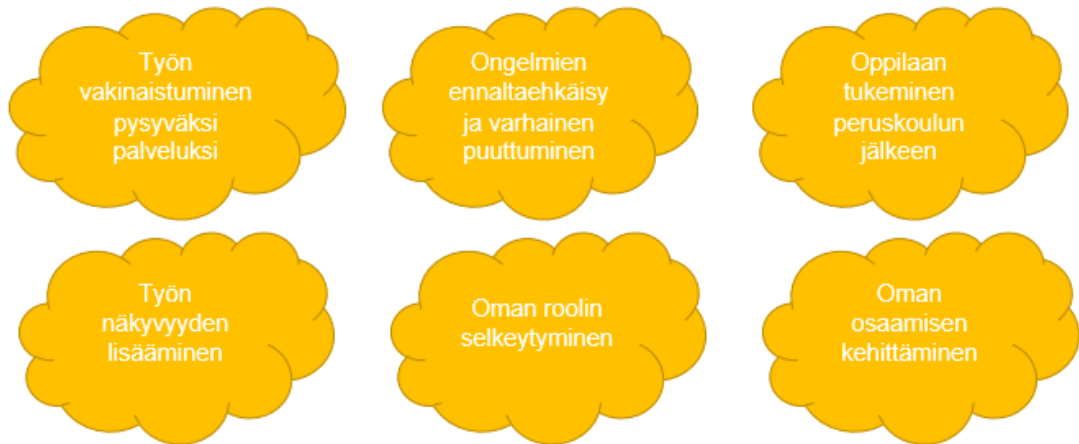 Työn
vakinaistuminen
pysyväksi
palveluksi
Ongelmien
ennaltaehkäisy
ja varhainen
puuttuminen
Oppilaan
tukeminen
peruskoulun
jälkeen
Työn
näkyvyyden
lisääminen
Oman roolin
selkeytyminen
Oman
osaamisen
kehittäminen